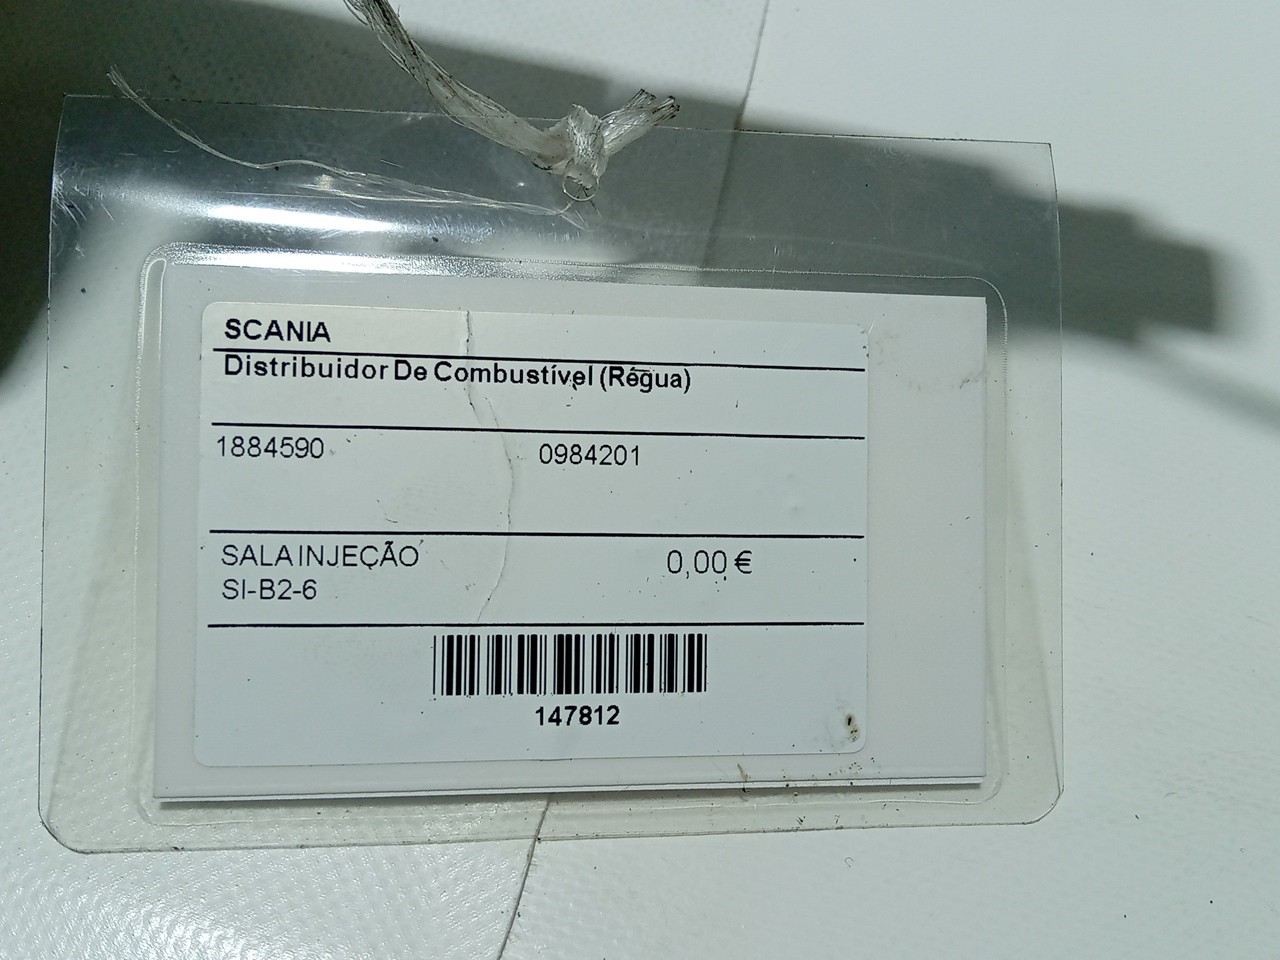 SCANIA
Distribuidor De Combustível (Régua)
1884590 0984201
SALA INJEÇÃO 0,00 €
SI-B2-6
147812